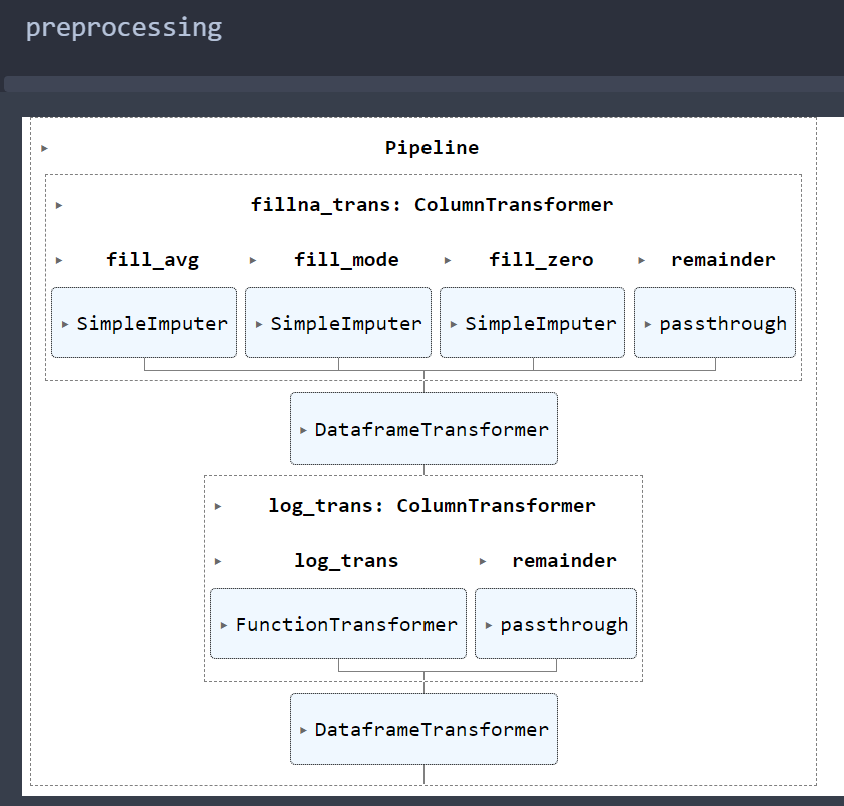 preprocessing
Pipeline
fillna_trans: ColumnTransformer
fill_avg fill_mode fill_zero remainder
SimpleImputer SimpleImputer SimpleImputer passthrough
DataframeTransformer
log_trans: ColumnTransformer
log_trans remainder
FunctionTransformer passthrough
DataframeTransformer